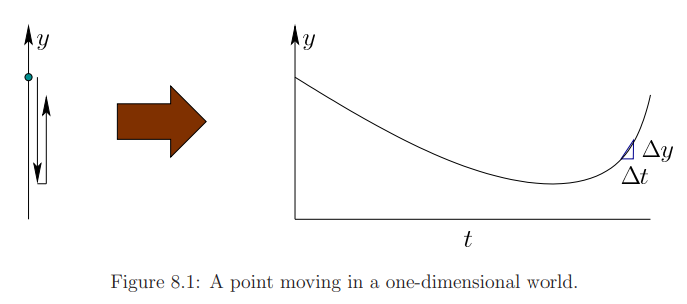 y
y
Δy
Δt
t
Figure 8.1: A point moving in a one-dimensional world.